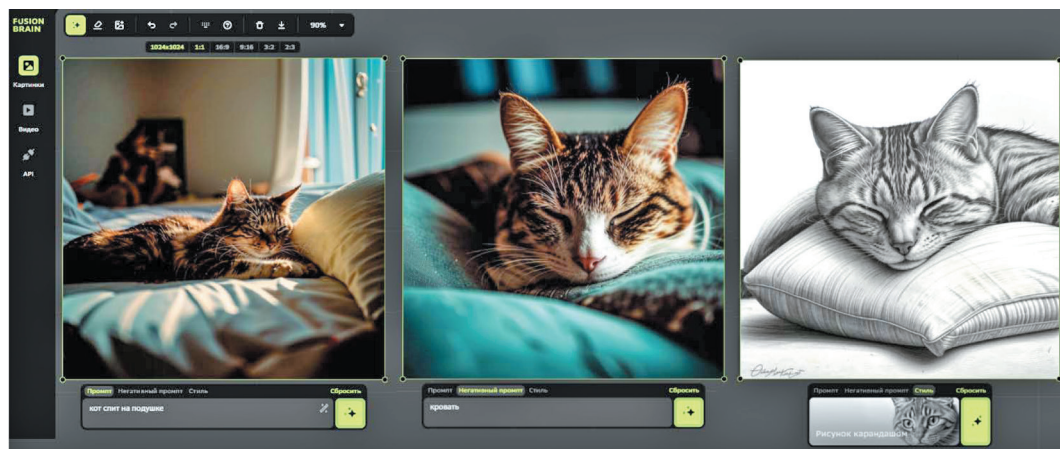 FUSION
BRAIN
90%
1024x1024 1:1 16:9 9:16 3:2 2:3
Картинки
Видео
API
Промпт Негативный промпт Стиль Сбросить
кот спит на подушке
Промпт Негативный промпт Стиль Сбросить
кровать
Промпт Негативный промпт Стиль Сбросить
Рисунок карандашом